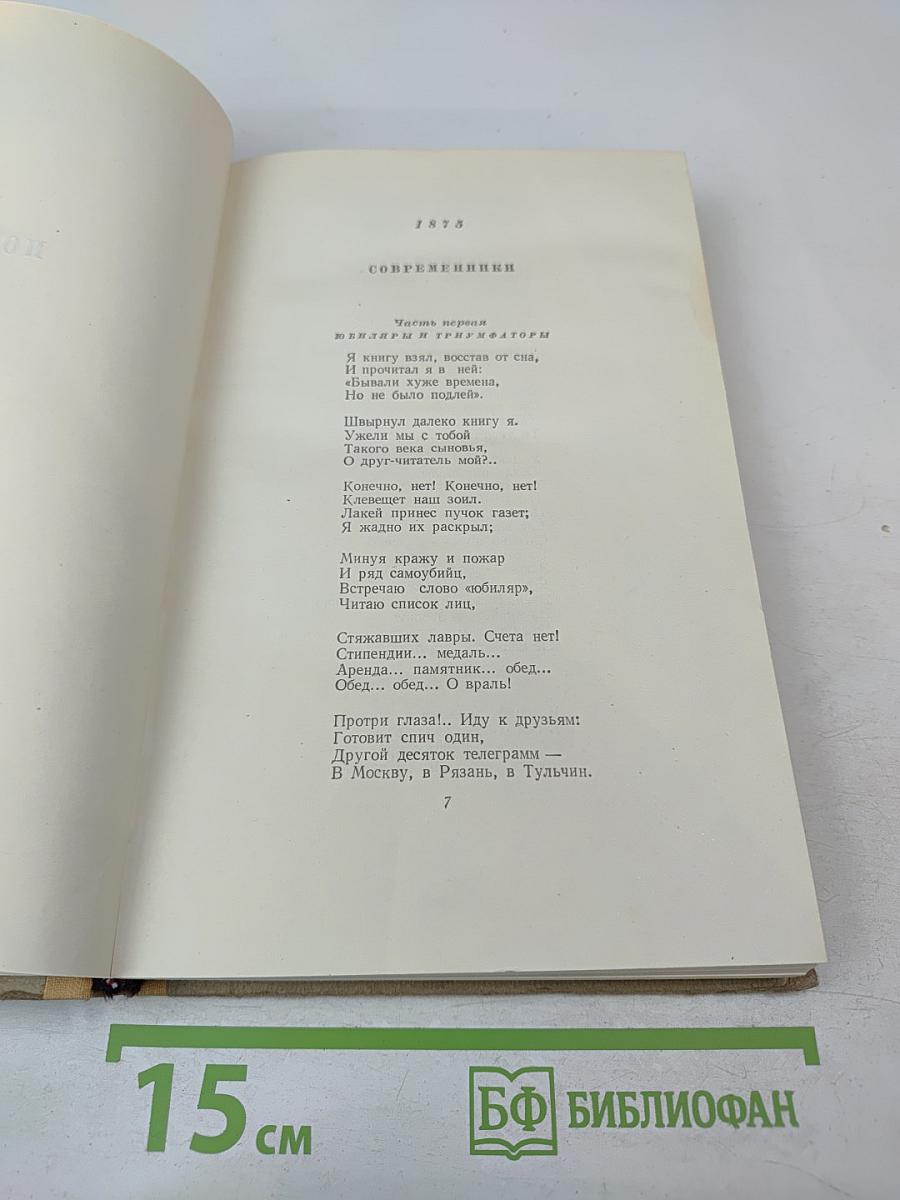 1875
СОВРЕМЕННИКИ
Часть первая
ЮБИЛЯРЫ И ТРИУМФАТОРЫ
Я книгу взял, восстав от сна,
И прочитал я в ней:
«Бывали хуже времена,
Но не было подлей».
Швырнул далеко книгу я.
Ужели мы с тобой
Такого века сыновья,
О друг-читатель мой?..
Конечно, нет! Конечно, нет!
Клевещет наш зоил.
Лакей принес пучок газет;
Я жадно их раскрыл;
Минуя кражу и пожар
И ряд самоубийц,
Встречаю слово «юбиляр»,
Читаю список лиц,
Стяжавших лавры. Счета нет!
Стипендии... медаль...
Аренда... памятник... обед...
Обед... обед... О враль!
Протри глаза!.. Иду к друзьям:
Готовит спич один,
Другой десяток телеграмм —
В Москву, в Рязань, в Тульчин.
7
15 см
БФ БИБЛИОФАН